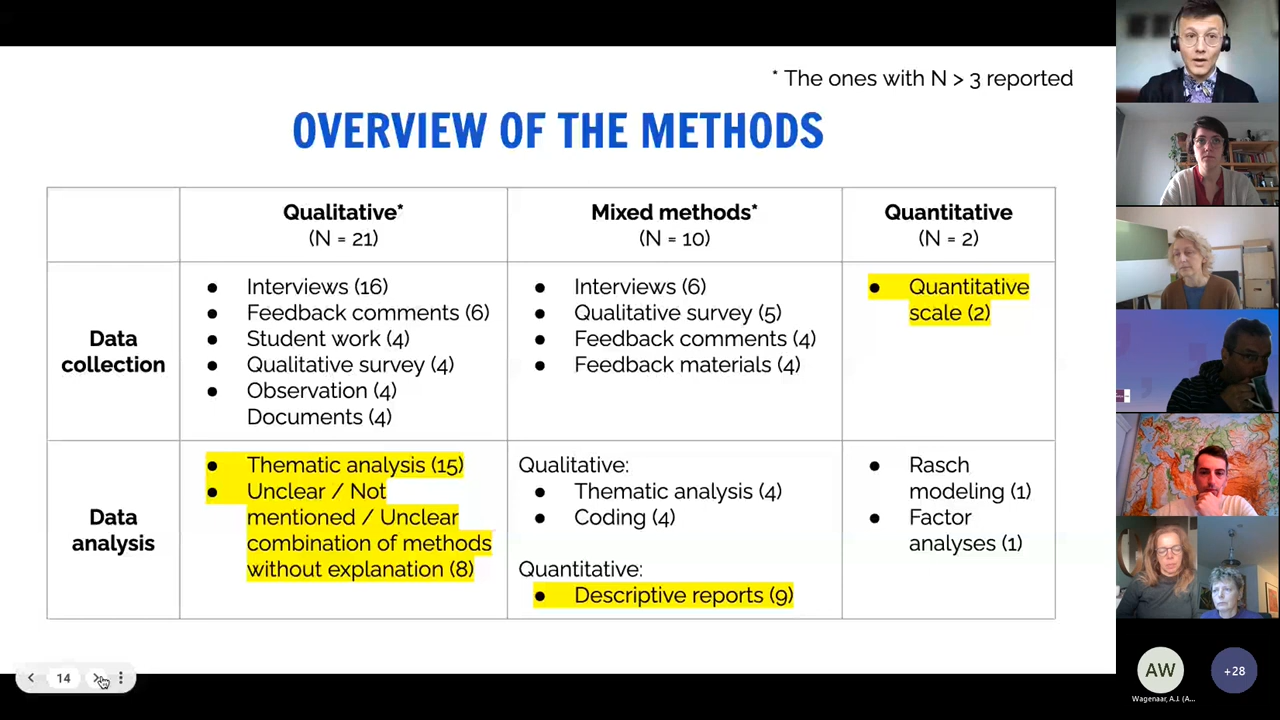 * The ones with N > 3 reported
OVERVIEW OF THE METHODS
Qualitative*
(N = 21)
Mixed methods*
(N = 10)
Quantitative
(N = 2)
Data
collection
● Interviews (16)
● Feedback comments (6)
● Student work (4)
● Qualitative survey (4)
● Observation (4)
Documents (4)
● Interviews (6)
● Qualitative survey (5)
● Feedback comments (4)
● Feedback materials (4)
● Quantitative
scale (2)
Data
analysis
● Thematic analysis (15)
● Unclear / Not
mentioned / Unclear
combination of methods
without explanation (8)
Qualitative:
● Thematic analysis (4)
● Coding (4)
Quantitative:
● Descriptive reports (9)
● Rasch
modeling (1)
● Factor
analyses (1)
14
AW
Wagenaar, A.I. (A...
+28